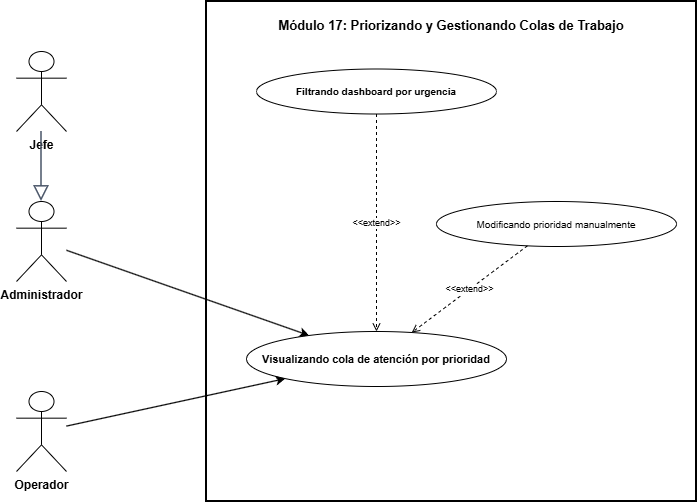 Módulo 17: Priorizando y Gestionando Colas de Trabajo
Filtrando dashboard por urgencia
Jefe
<<extend>>
Modificando prioridad manualmente
<<extend>>
Administrador
Visualizando cola de atención por prioridad
Operador